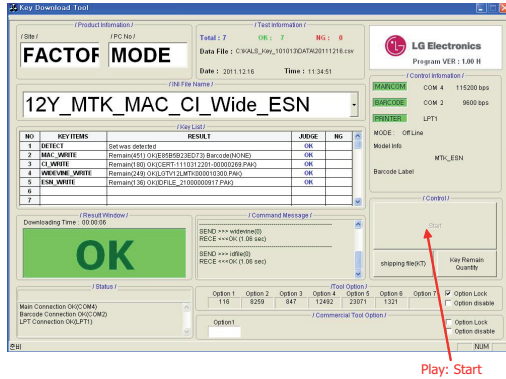 Key Download Tool
/ Product Infomation /
/ Test Information /
/ Site /
/ PC No /
FACTOF
MODE
Total : 7 OK : 7 NG : 0
Data File : C:\KALS_Key_101013\DATA\20111216.csv
Date : 2011.12.16 Time : 11:34:51
LG Electronics
Program VER : 1.00 H
/ INI File Name /
12Y_MTK_MAC_CI_Wide_ESN
/ Control Infomation /
MAINCOM COM 4 115200 bps
BARCODE COM 2 9600 bps
PRINTER LPT1
MODE : Off Line
Model Info
MTK_ESN
Barcode Label
/ Key List /
NO KEY ITEMS RESULT JUDGE NG
1 DETECT Set was detected OK
2 MAC_WRITE Remain(451) OK(E85B5B23ED73) Barcode(NONE) OK
3 CI_WRITE Remain(180) OK(CERT-1110312201-00000269.PAK) OK
4 WIDEVINE_WRITE Remain(249) OK(LGTV12LMTK000010300.PAK) OK
5 ESN_WRITE Remain(136) OK(IDFILE_21000000917.PAK) OK
6
7
/ Result Window /
Downloading Time : 00:00:06
OK
/ Command Message /
SEND >>> widevine(0)
RECE <<<OK (1.06 sec)
SEND >>> idfile(0)
RECE <<<OK (1.06 sec)
/ Control /
Start
shipping file(KT)
Key Remain
Quantity
/ Status /
Main Connection OK(COM4)
Barcode Connection OK(COM2)
LPT Connection OK(LPT1)
/Tool Option /
Option 1 Option 2 Option 3 Option 4 Option 5 Option 6 Option 7
116 8259 847 12492 23071 1321
Option Lock
Option disable
/ Commercial Tool Option /
Option1
Option Lock
Option disable
준비
NUM
Play: Start